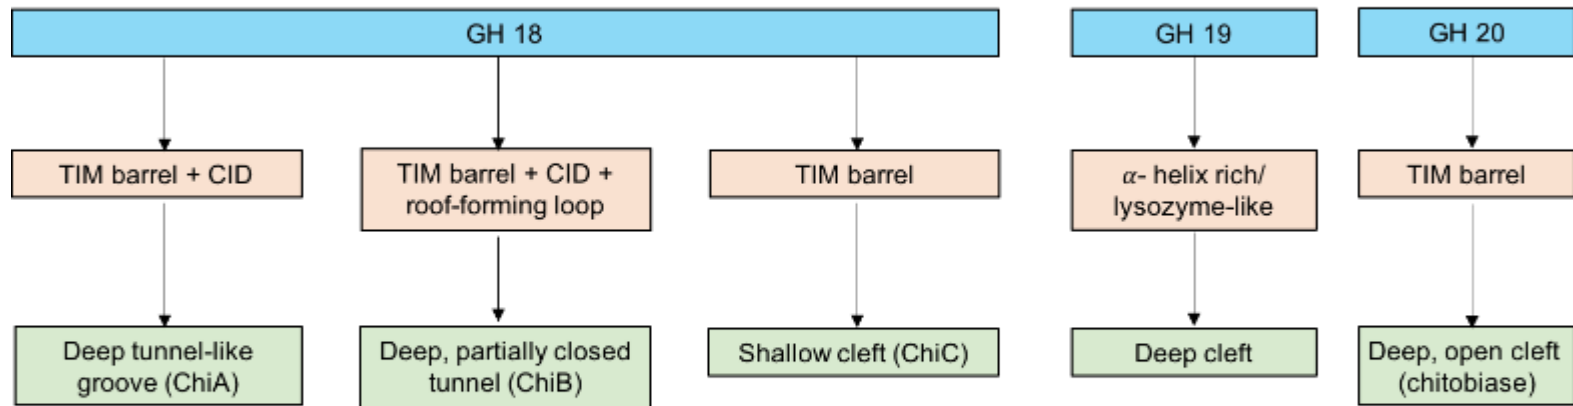 GH 18
GH 19
GH 20
TIM barrel + CID
TIM barrel + CID +
roof-forming loop
TIM barrel
α- helix rich/
lysozyme-like
TIM barrel
Deep tunnel-like
groove (ChiA)
Deep, partially closed
tunnel (ChiB)
Shallow cleft (ChiC)
Deep cleft
Deep, open cleft
(chitobiase)